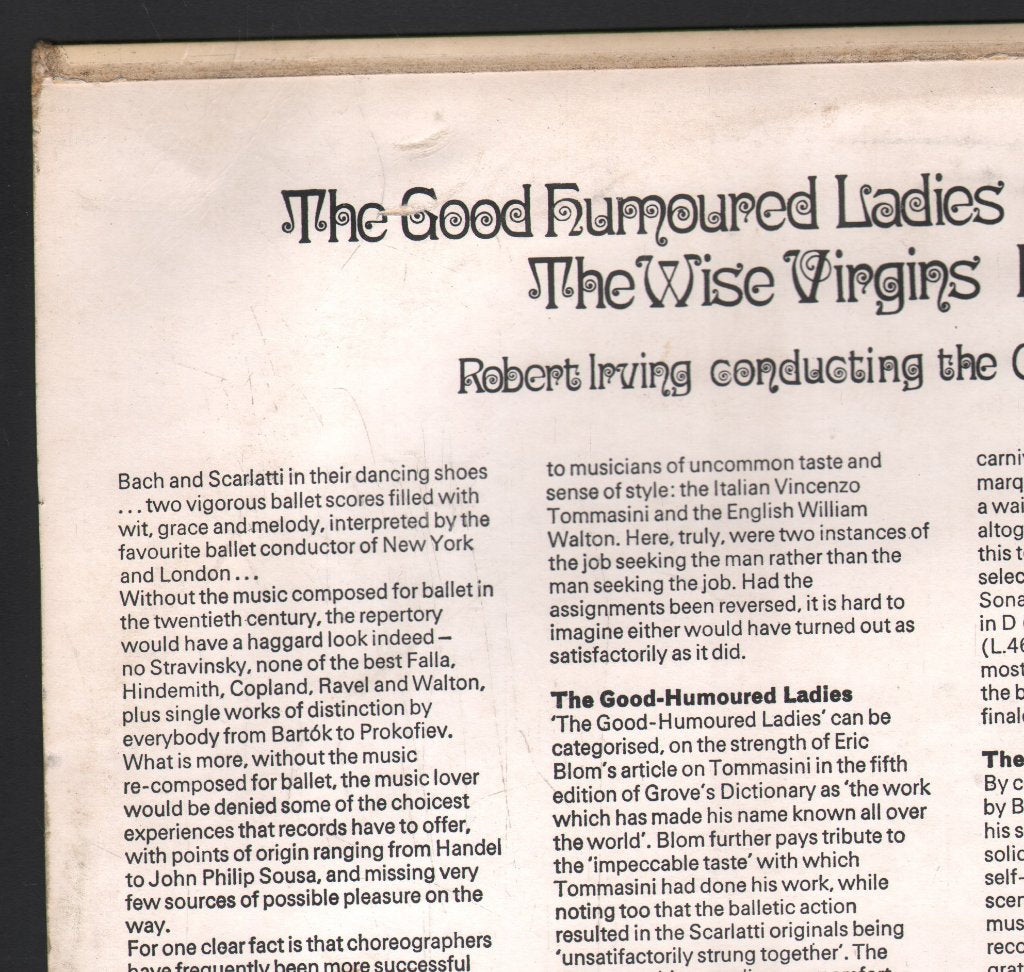 The Good Humoured Ladies
The Wise Virgins
Robert Irving conducting the
Bach and Scarlatti in their dancing shoes
...two vigorous ballet scores filled with
wit, grace and melody, interpreted by the
favourite ballet conductor of New York
and London...
Without the music composed for ballet in
the twentieth century, the repertory
would have a haggard look indeed –
no Stravinsky, none of the best Falla,
Hindemith, Copland, Ravel and Walton,
plus single works of distinction by
everybody from Bartók to Prokofiev.
What is more, without the music
re-composed for ballet, the music lover
would be denied some of the choicest
experiences that records have to offer,
with points of origin ranging from Handel
to John Philip Sousa, and missing very
few sources of possible pleasure on the
way.
For one clear fact is that choreographers
have frequently been more successful
to musicians of uncommon taste and
sense of style: the Italian Vincenzo
Tommasini and the English William
Walton. Here, truly, were two instances of
the job seeking the man rather than the
man seeking the job. Had the
assignments been reversed, it is hard to
imagine either would have turned out as
satisfactorily as it did.
The Good-Humoured Ladies
'The Good-Humoured Ladies' can be
categorised, on the strength of Eric
Blom's article on Tommasini in the fifth
edition of Grove's Dictionary as 'the work
which has made his name known all over
the world'. Blom further pays tribute to
the 'impeccable taste' with which
Tommasini had done his work, while
noting too that the balletic action
resulted in the Scarlatti originals being
'unsatifactorily strung together'. The
carni
marq
a wai
altog
this t
selec
Sona
in D
(L.46
most
the b
final
The
By c
by B
his s
solid
self-
scen
mus
reco